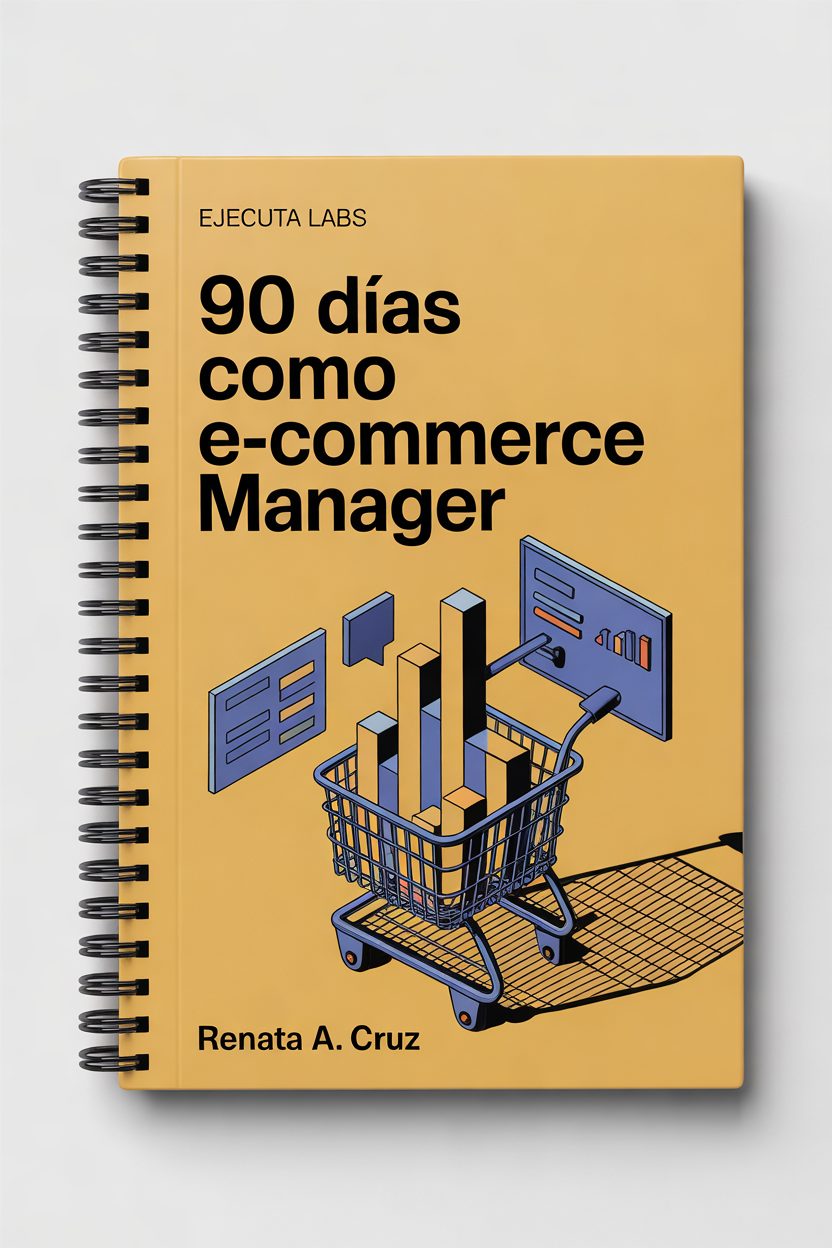 EJECUTA LABS
90 días
como
e-commerce
Manager
Renata A. Cruz